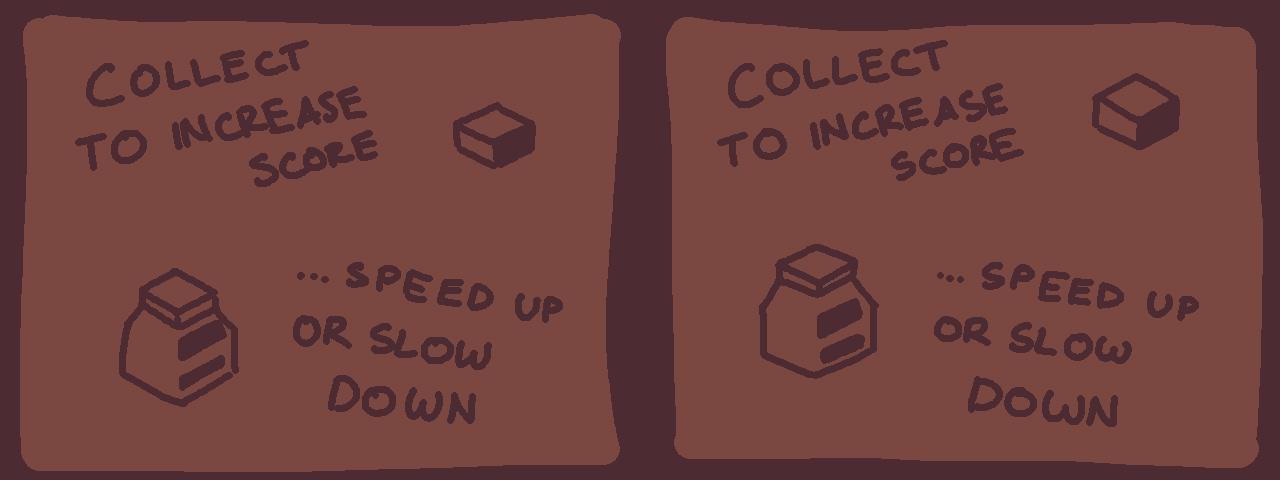 COLLECT
TO INCREASE
SCORE
... SPEED UP
OR SLOW
DOWN
COLLECT
TO INCREASE
SCORE
... SPEED UP
OR SLOW
DOWN